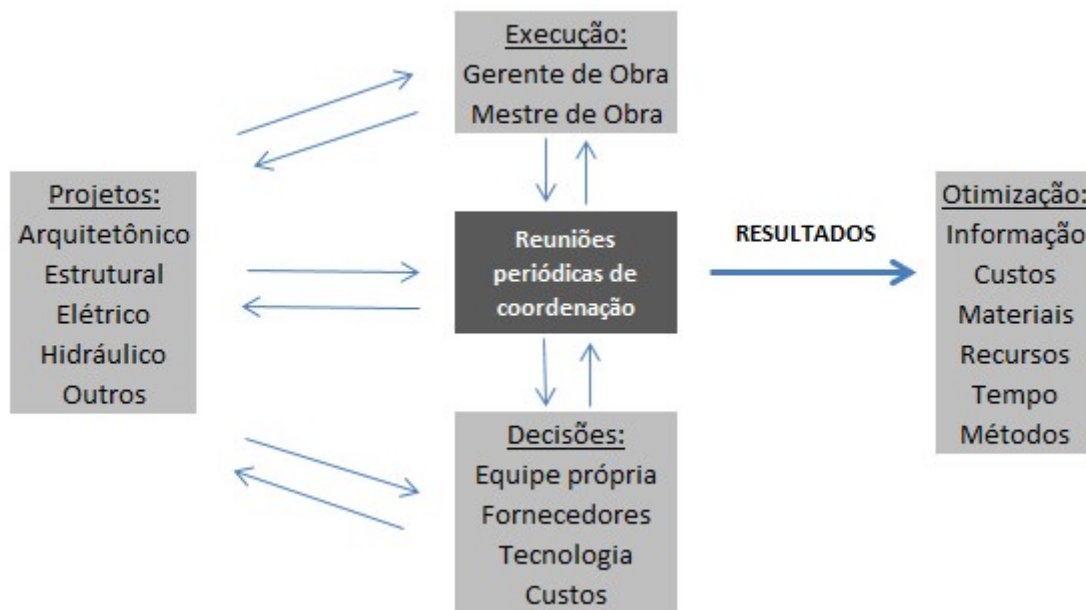 Execução:
Gerente de Obra
Mestre de Obra
Projetos:
Arquitetônico
Estrutural
Elétrico
Hidráulico
Outros
Reuniões
periódicas de
coordenação
RESULTADOS
Otimização:
Informação
Custos
Materiais
Recursos
Tempo
Métodos
Decisões:
Equipe própria
Fornecedores
Tecnologia
Custos